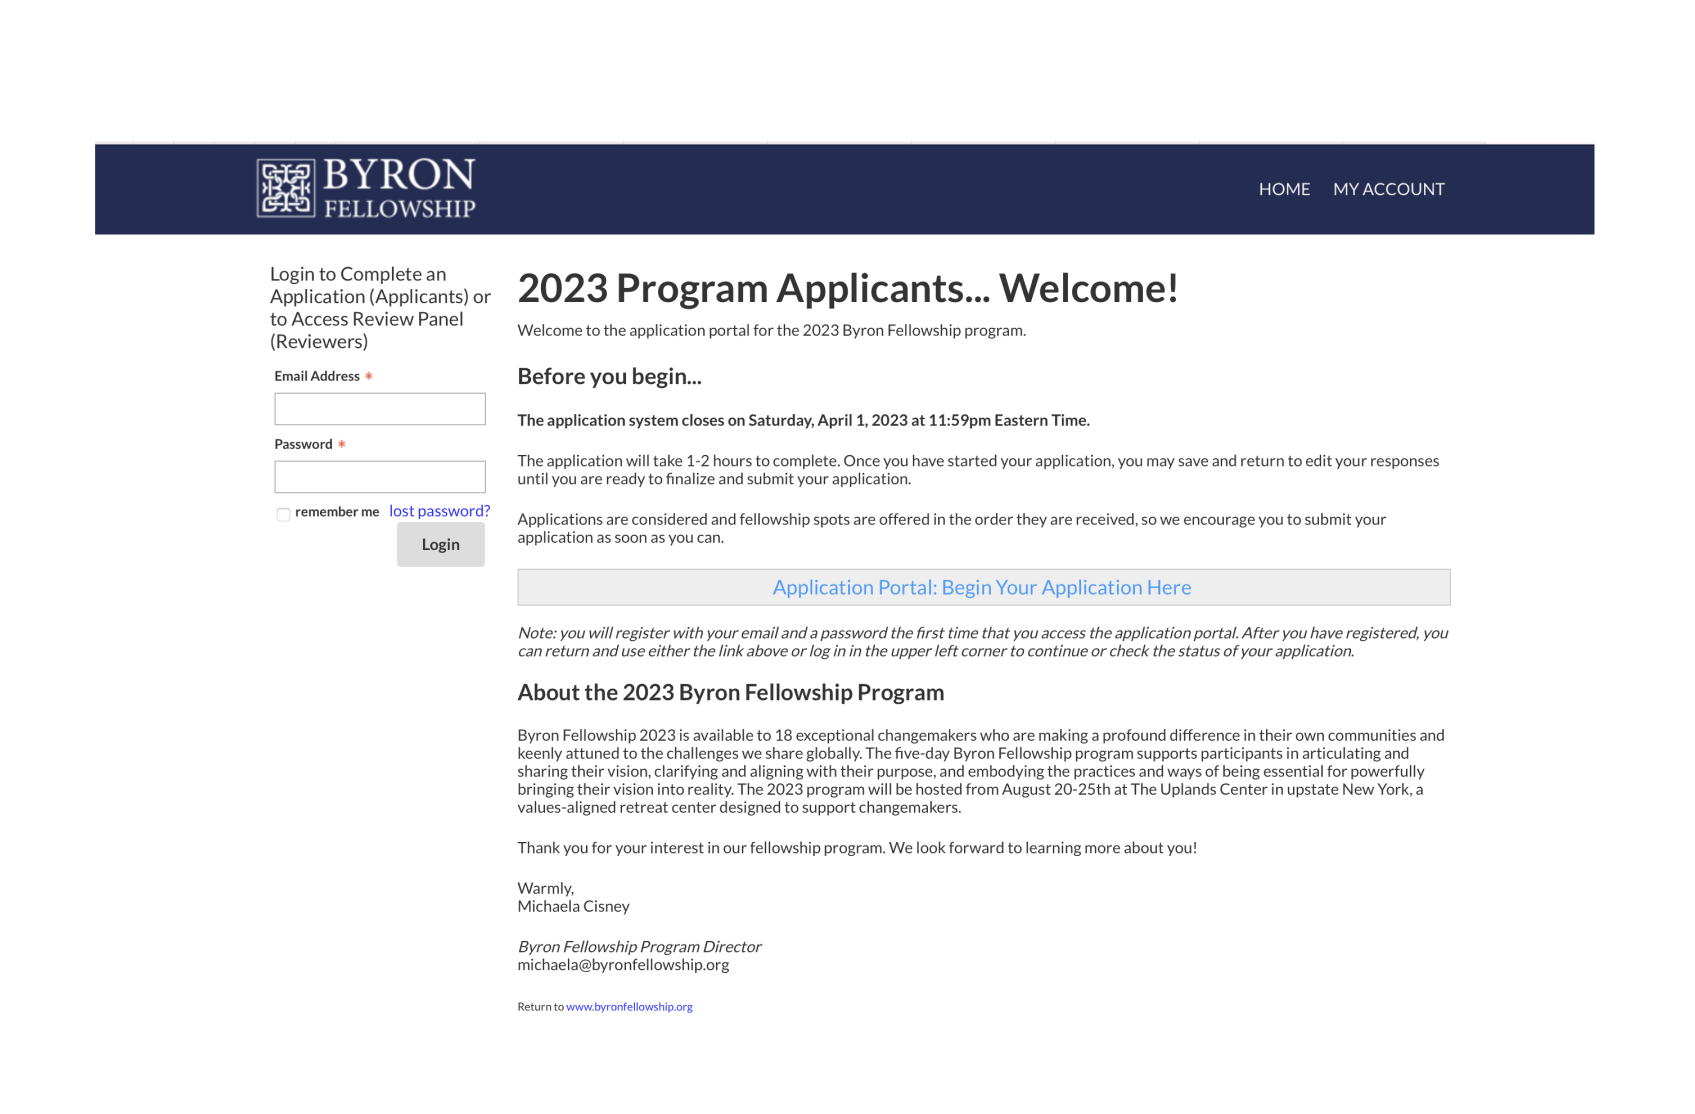 BYRON
FELLOWSHIP
HOME MY ACCOUNT
Login to Complete an
Application (Applicants) or
to Access Review Panel
(Reviewers)
Email Address *
Password *
remember me lost password?
Login
2023 Program Applicants... Welcome!
Welcome to the application portal for the 2023 Byron Fellowship program.
Before you begin...
The application system closes on Saturday, April 1, 2023 at 11:59pm Eastern Time.
The application will take 1-2 hours to complete. Once you have started your application, you may save and return to edit your responses
until you are ready to finalize and submit your application.
Applications are considered and fellowship spots are offered in the order they are received, so we encourage you to submit your
application as soon as you can.
Application Portal: Begin Your Application Here
Note: you will register with your email and a password the first time that you access the application portal. After you have registered, you
can return and use either the link above or log in in the upper left corner to continue or check the status of your application.
About the 2023 Byron Fellowship Program
Byron Fellowship 2023 is available to 18 exceptional changemakers who are making a profound difference in their own communities and
keenly attuned to the challenges we share globally. The five-day Byron Fellowship program supports participants in articulating and
sharing their vision, clarifying and aligning with their purpose, and embodying the practices and ways of being essential for powerfully
bringing their vision into reality. The 2023 program will be hosted from August 20-25th at The Uplands Center in upstate New York, a
values-aligned retreat center designed to support changemakers.
Thank you for your interest in our fellowship program. We look forward to learning more about you!
Warmly,
Michaela Cisney
Byron Fellowship Program Director
michaela@byronfellowship.org
Return to www.byronfellowship.org